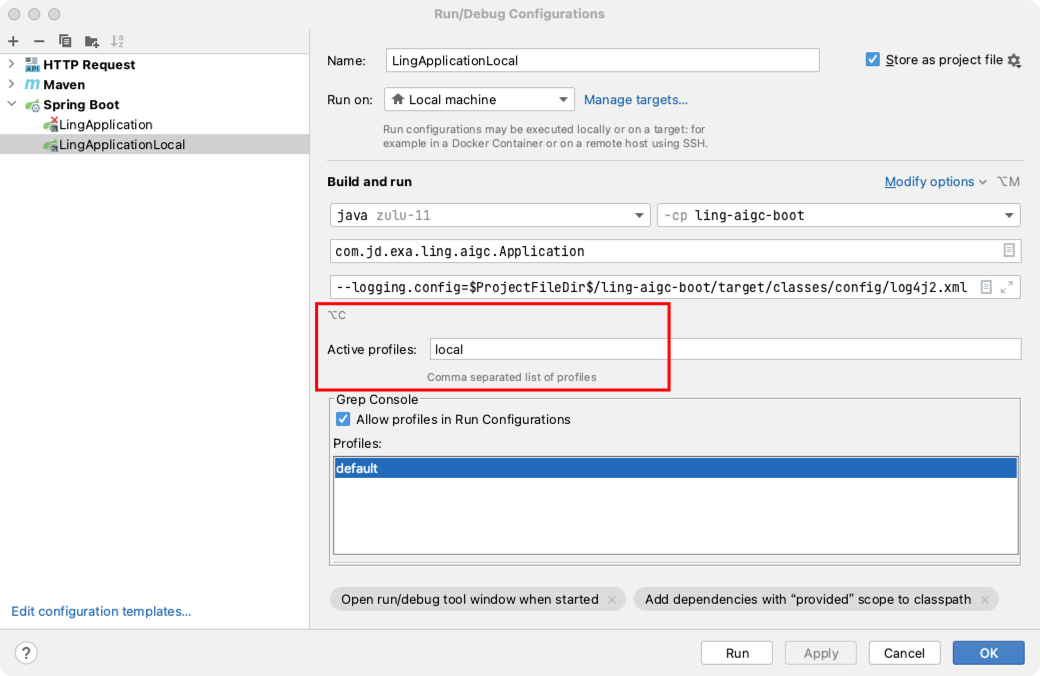 Run/Debug Configurations
HTTP Request
API
m Maven
Spring Boot
LingApplication
LingApplicationLocal
Edit configuration templates...
Name: LingApplicationLocal Store as project file
Run on: Local machine Manage targets...
Run configurations may be executed locally or on a target: for
example in a Docker Container or on a remote host using SSH.
Build and run Modify options ⌥M
java zulu-11 -cp ling-aigc-boot
com.jd.exa.ling.aigc.Application
--logging.config=$ProjectFileDir$/ling-aigc-boot/target/classes/config/log4j2.xml
⌥C
Active profiles: local
Comma separated list of profiles
Grep Console
Allow profiles in Run Configurations
Profiles:
default
Open run/debug tool window when started × Add dependencies with “provided” scope to classpath ×
? Run Apply Cancel OK